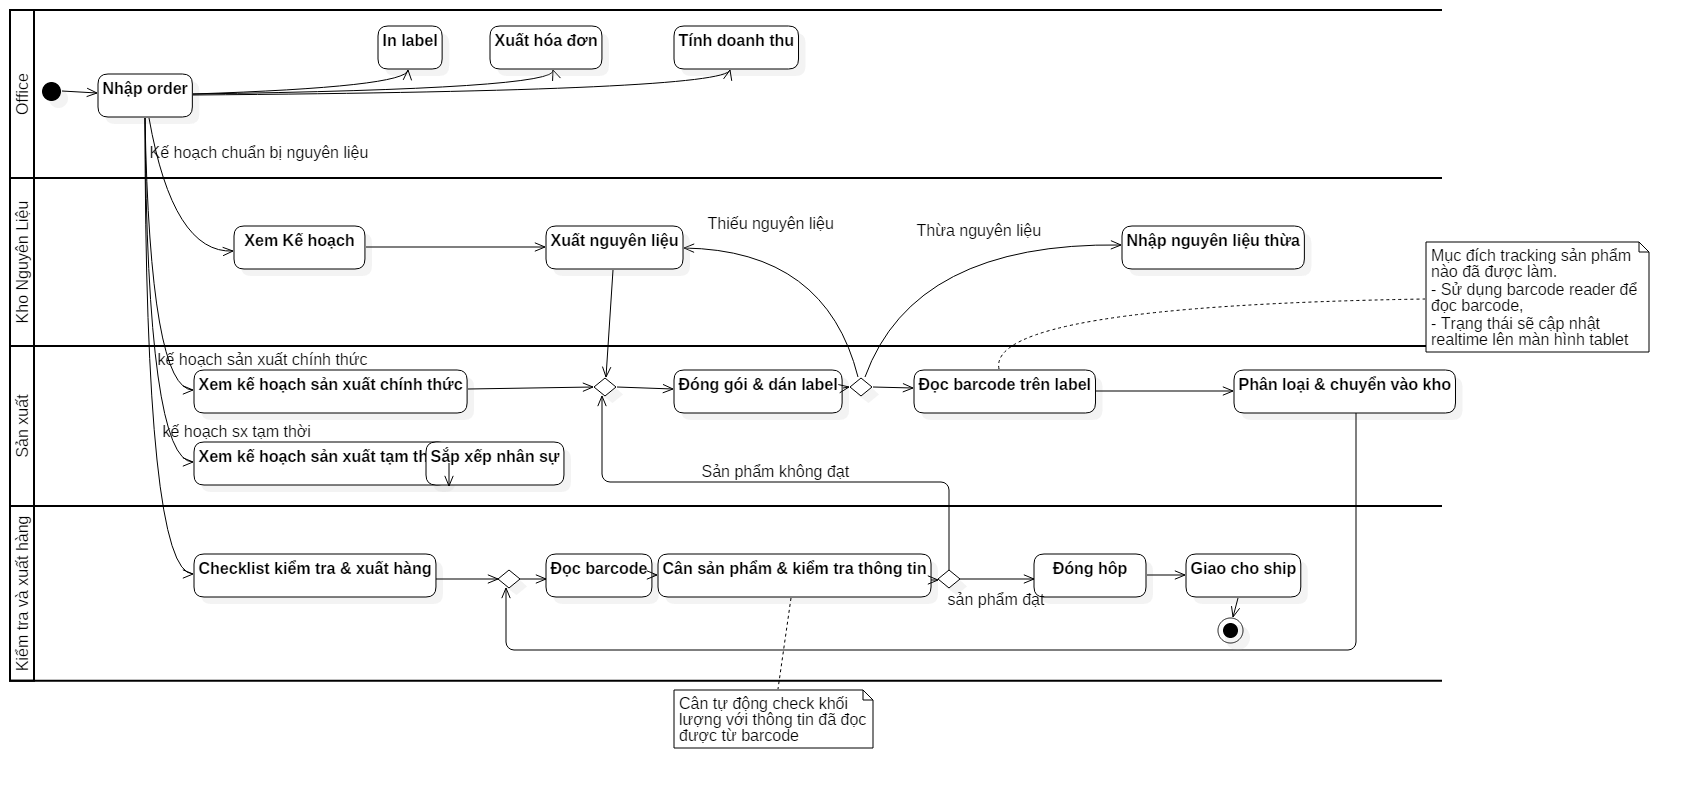 Office
In label
Xuất hóa đơn
Tính doanh thu
Nhập order
Kế hoạch chuẩn bị nguyên liệu
Kho Nguyên Liệu
Thiếu nguyên liệu
Thừa nguyên liệu
Xem Kế hoạch
Xuất nguyên liệu
Nhập nguyên liệu thừa
Mục đích tracking sản phẩm
nào đã được làm.
- Sử dụng barcode reader để
đọc barcode,
- Trạng thái sẽ cập nhật
realtime lên màn hình tablet
Sản xuất
kế hoạch sản xuất chính thức
Xem kế hoạch sản xuất chính thức
Đóng gói & dán label
Đọc barcode trên label
Phân loại & chuyển vào kho
kế hoạch sx tạm thời
Xem kế hoạch sản xuất tạm th
Sắp xếp nhân sự
Sản phẩm không đạt
Kiểm tra và xuất hàng
Checklist kiểm tra & xuất hàng
Đọc barcode
Cân sản phẩm & kiểm tra thông tin
Đóng hôp
Giao cho ship
sản phẩm đạt
Cân tự động check khối
lượng với thông tin đã đọc
được từ barcode